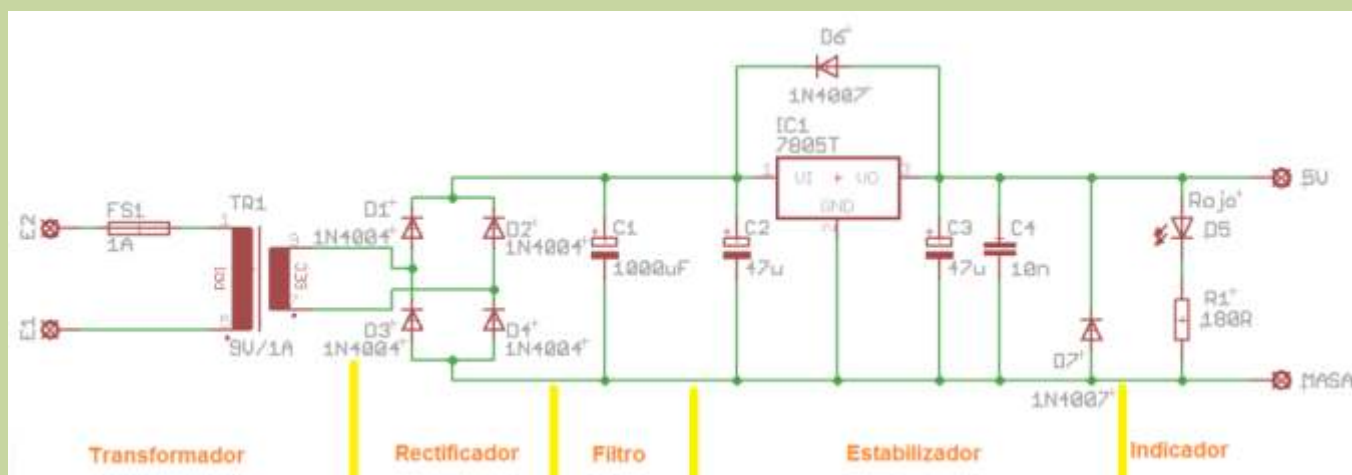 D6
1N4007
IC1
7805T
VI
VO
GND
1
5V
Rojo
D5
E2
FS1
1A
TR1
D1
1N4004
D2
1N4004
C1
1000uF
C2
47u
C3
47u
C4
10n
R1
180R
E1
9V/1A
D3
1N4004
D4
1N4004
D7
1N4007
MASA
Transformador
Rectificador
Filtro
Estabilizador
Indicador